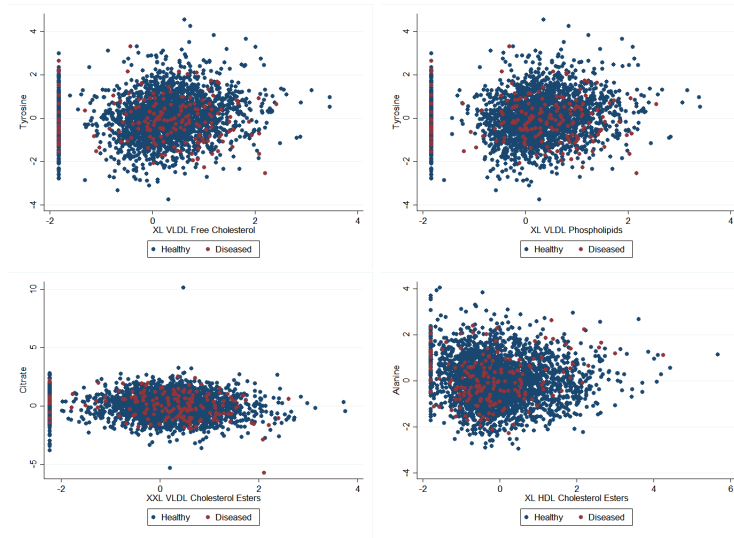 4
2
0
-2
-4
Tyrosine
-2 0 2 4
XL VLDL Free Cholesterol
Healthy Diseased
4
2
0
-2
-4
Tyrosine
-2 0 2 4
XL VLDL Phospholipids
Healthy Diseased
10
5
0
-5
Citrate
-2 0 2 4
XXL VLDL Cholesterol Esters
Healthy Diseased
4
2
0
-2
-4
Alanine
-2 0 2 4 6
XL HDL Cholesterol Esters
Healthy Diseased